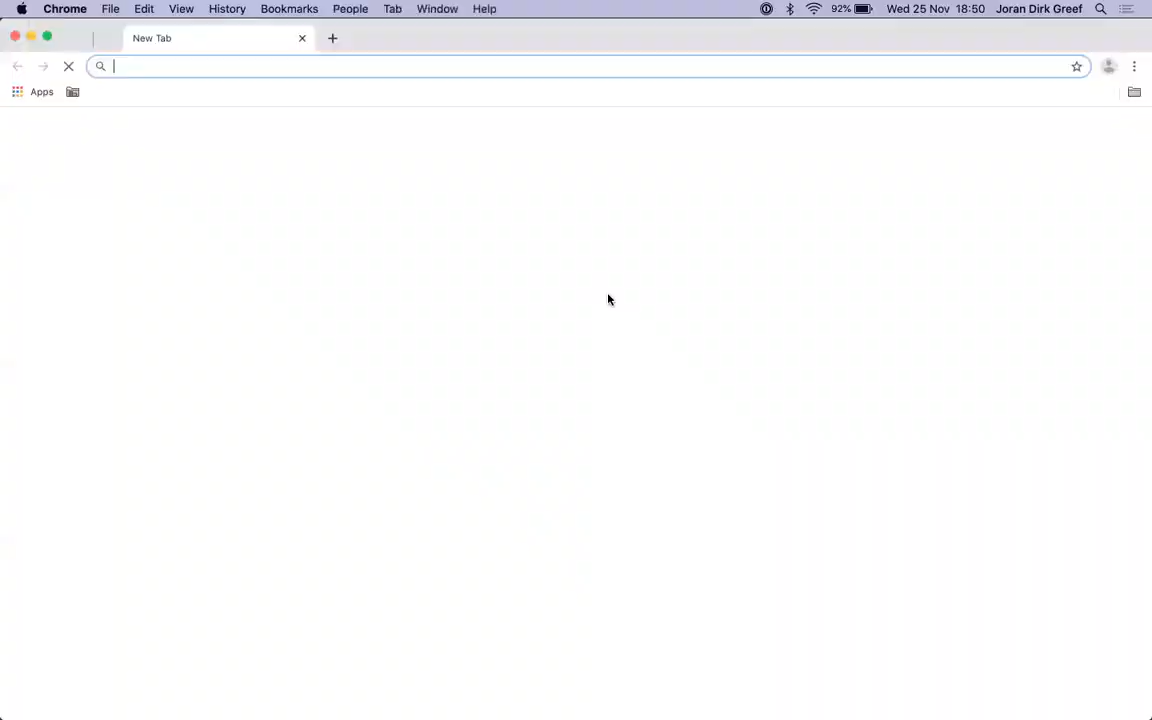 Chrome File Edit View History Bookmarks People Tab Window Help 92% Wed 25 Nov 18:50 Joran Dirk Greef
New Tab
Apps